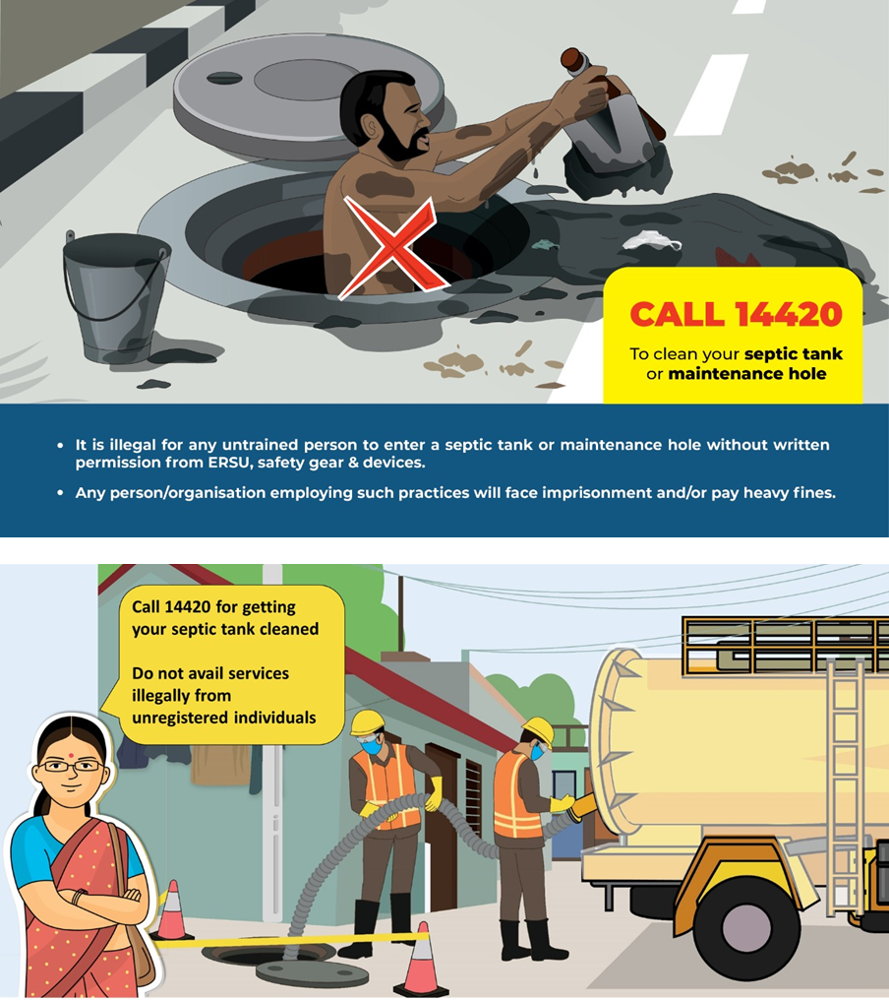 CALL 14420
To clean your septic tank
or maintenance hole
• It is illegal for any untrained person to enter a septic tank or maintenance hole without written
permission from ERSU, safety gear & devices.
• Any person/organisation employing such practices will face imprisonment and/or pay heavy fines.
Call 14420 for getting
your septic tank cleaned
Do not avail services
illegally from
unregistered individuals